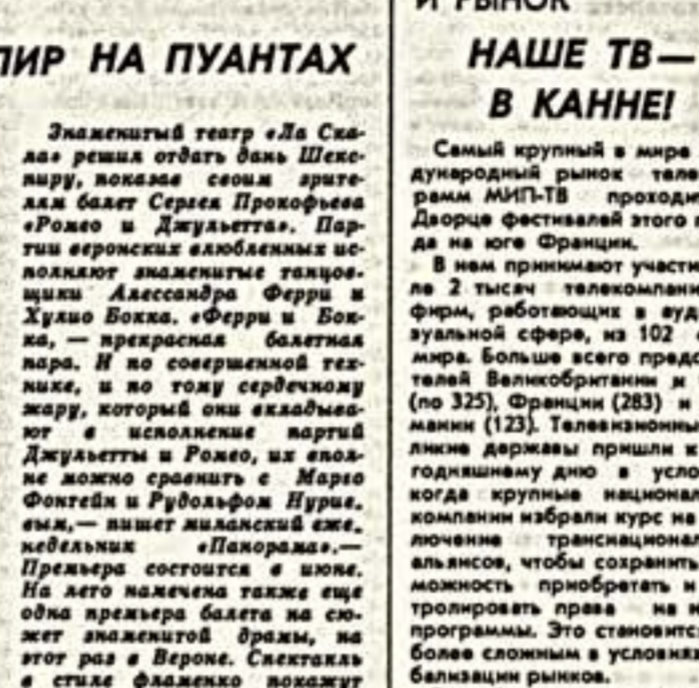 ПИР НА ПУАНТАХ
Знаменитый театр «Ла Ска-
ла» решил отдать дань Шекс-
пиру, показав своим зрите-
лям балет Сергея Прокофьева
«Ромео и Джульетта». Пар-
тии веронских влюбленных ис-
полняют знаменитые танцов-
щики Алессандра Ферри и
Хулио Бокка. «Ферри и Бок-
ка, — прекрасная балетная
пара. И по совершенной тех-
нике, и по тому сердечному
жару, который они вкладыва-
ют в исполнение партий
Джульетты и Ромео, их впол-
не можно сравнить с Марго
Фонтейн и Рудольфом Нурие-
вым,— пишет миланский еже-
недельник «Панорама».—
Премьера состоится в июне.
На лето намечена также еще
одна премьера балета на сю-
жет знаменитой драмы, на
этот раз в Вероне. Спектакль
в стиле фламенко покажут
И РЫНОК
НАШЕ ТВ—
В КАННЕ!
Самый крупный в мире
дународный рынок теле
рамм МИП-ТВ проходи
Дворце фестивалей этого
да на юге Франции.
В нем принимают участи
ло 2 тысяч телекомпани
фирм, работающих в ауд
зуальной сфере, из 102
мира. Больше всего предс
телей Великобритании и
(по 325), Франции (283) и
мании (123). Телевизионны
ликие державы пришли к
годняшнему дню в усло
когда крупные национал
компании избрали курс на
лючение транснационал
альянсов, чтобы сохранить
можность приобретать и
тролировать права на
программы. Это становитс
более сложным в условиях
бализации рынков.